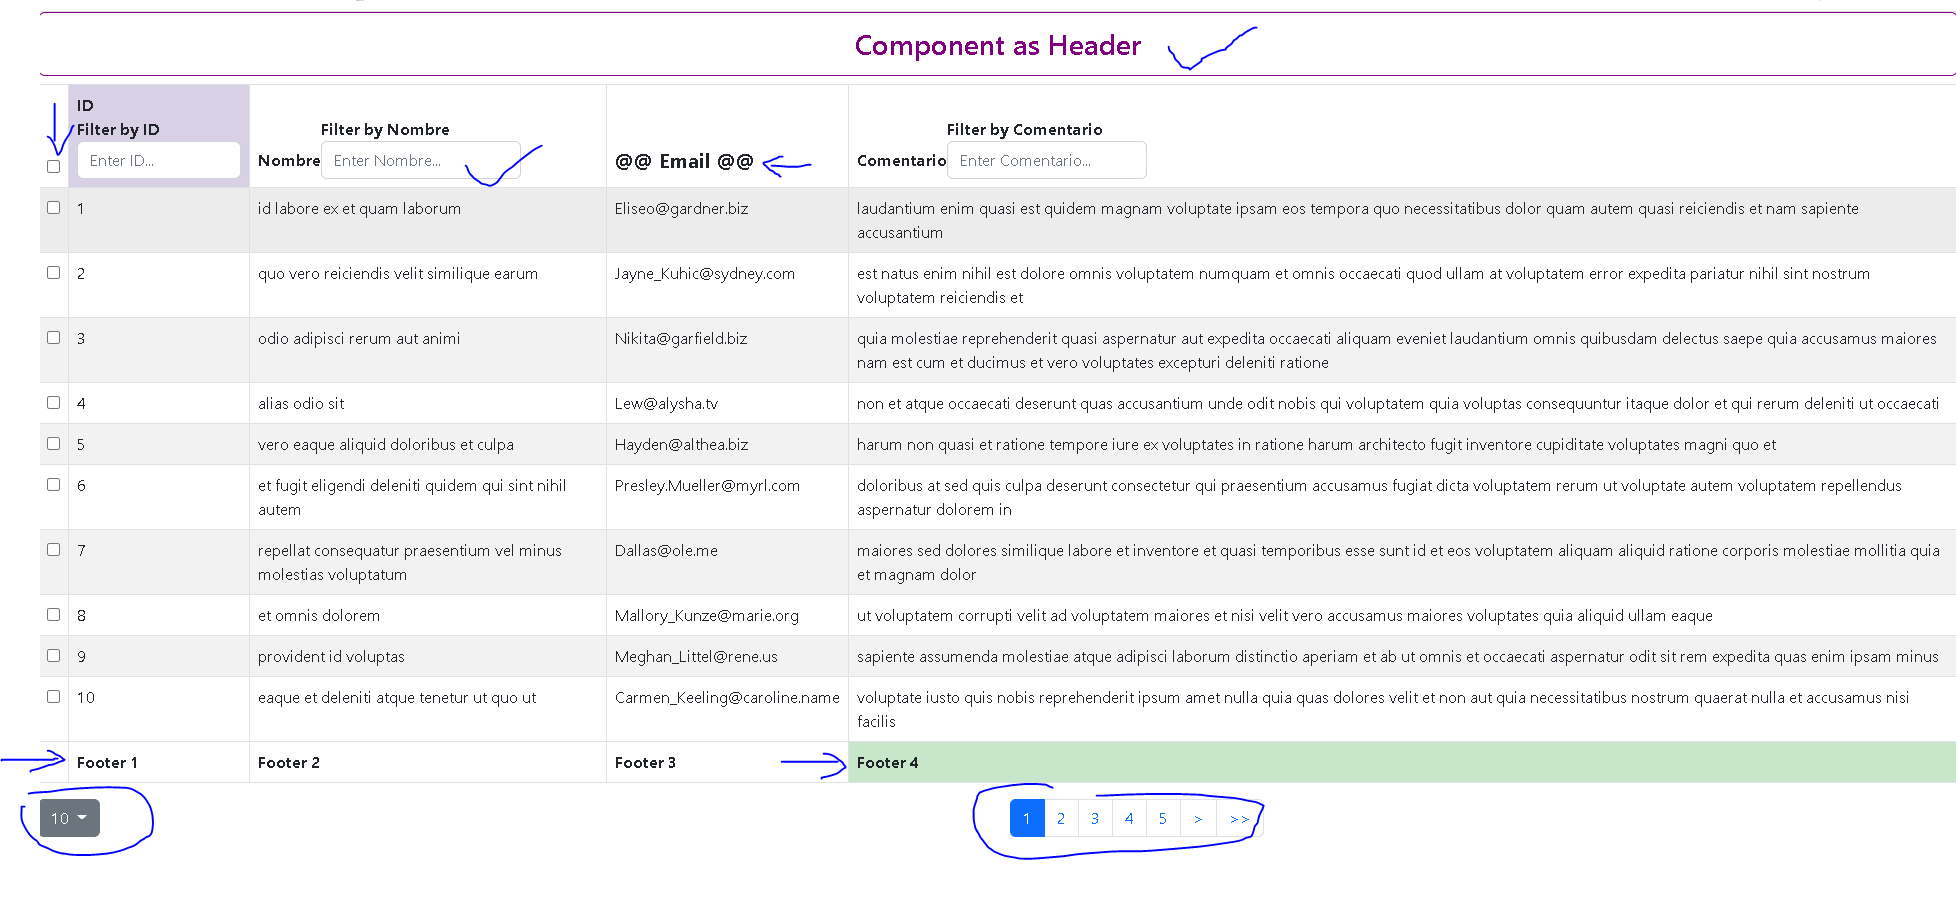 Component as Header
ID
Filter by ID
Enter ID...
Nombre
Filter by Nombre
Enter Nombre...
@@ Email @@
Comentario
Filter by Comentario
Enter Comentario...
1 id labore ex et quam laborum Eliseo@gardner.biz laudantium enim quasi est quidem magnam voluptate ipsam eos tempora quo necessitatibus dolor quam autem quasi reiciendis et nam sapiente
accusantium
2 quo vero reiciendis velit similique earum Jayne_Kuhic@sydney.com est natus enim nihil est dolore omnis voluptatem numquam et omnis occaecati quod ullam at voluptatem error expedita pariatur nihil sint nostrum
voluptatem reiciendis et
3 odio adipisci rerum aut animi Nikita@garfield.biz quia molestiae reprehenderit quasi aspernatur aut expedita occaecati aliquam eveniet laudantium omnis quibusdam delectus saepe quia accusamus maiores
nam est cum et ducimus et vero voluptates excepturi deleniti ratione
4 alias odio sit Lew@alysha.tv non et atque occaecati deserunt quas accusantium unde odit nobis qui voluptatem quia voluptas consequuntur itaque dolor et qui rerum deleniti ut occaecati
5 vero eaque aliquid doloribus et culpa Hayden@althea.biz harum non quasi et ratione tempore iure ex voluptates in ratione harum architecto fugit inventore cupiditate voluptates magni quo et
6 et fugit eligendi deleniti quidem qui sint nihil
autem Presley.Mueller@myrl.com doloribus at sed quis culpa deserunt consectetur qui praesentium accusamus fugiat dicta voluptatem rerum ut voluptate autem voluptatem repellendus
aspernatur dolorem in
7 repellat consequatur praesentium vel minus
molestias voluptatum Dallas@ole.me maiores sed dolores similique labore et inventore et quasi temporibus esse sunt id et eos voluptatem aliquam aliquid ratione corporis molestiae mollitia quia
et magnam dolor
8 et omnis dolorem Mallory_Kunze@marie.org ut voluptatem corrupti velit ad voluptatem maiores et nisi velit vero accusamus maiores voluptates quia aliquid ullam eaque
9 provident id voluptas Meghan_Littel@rene.us sapiente assumenda molestiae atque adipisci laborum distinctio aperiam et ab ut omnis et occaecati aspernatur odit sit rem expedita quas enim ipsam minus
10 eaque et deleniti atque tenetur ut quo ut Carmen_Keeling@caroline.name voluptate iusto quis nobis reprehenderit ipsum amet nulla quia quas dolores velit et non aut quia necessitatibus nostrum quaerat nulla et accusamus nisi
facilis
Footer 1 Footer 2 Footer 3 Footer 4
10 1 2 3 4 5 > >>